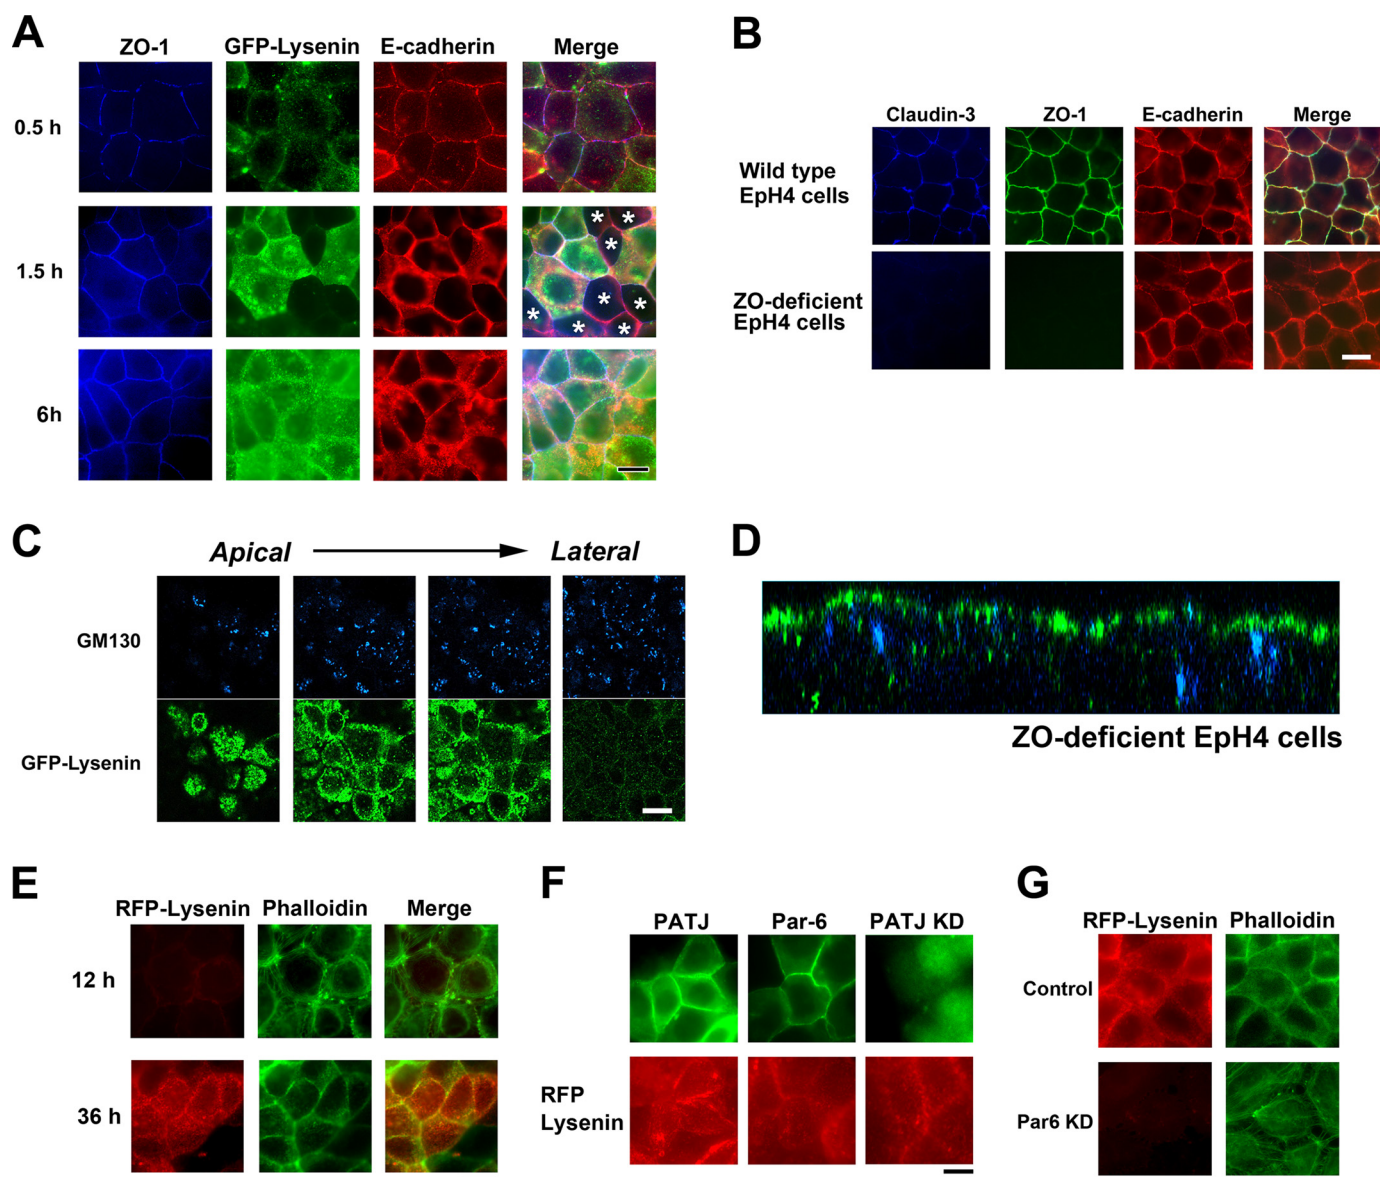 A
ZO-1 GFP-Lysenin E-cadherin Merge
0.5 h
1.5 h
* *
*
* *
* * *
6h
B
Claudin-3 ZO-1 E-cadherin Merge
Wild type
EpH4 cells
ZO-deficient
EpH4 cells
C
Apical Lateral
GM130
GFP-Lysenin
D
ZO-deficient EpH4 cells
E
RFP-Lysenin Phalloidin Merge
12 h
36 h
F
PATJ Par-6 PATJ KD
RFP
Lysenin
G
RFP-Lysenin Phalloidin
Control
Par6 KD